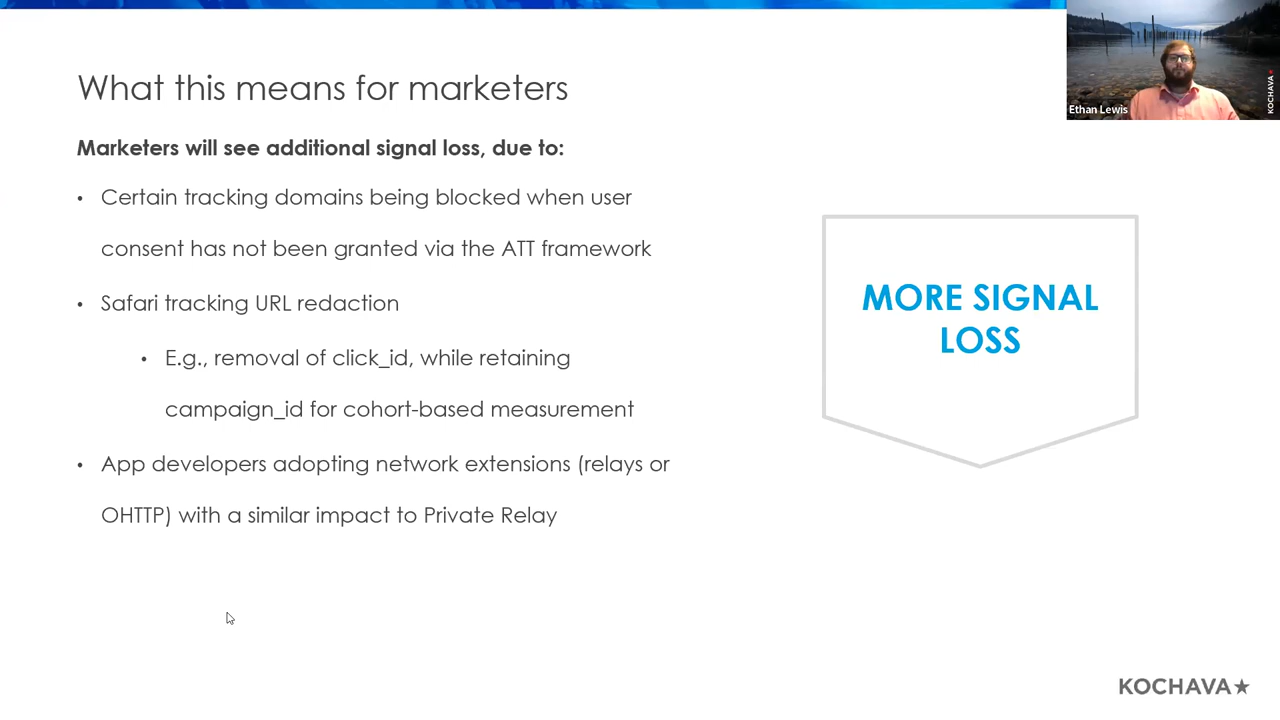 What this means for marketers
Marketers will see additional signal loss, due to:
• Certain tracking domains being blocked when user
consent has not been granted via the ATT framework
• Safari tracking URL redaction
• E.g., removal of click_id, while retaining
campaign_id for cohort-based measurement
• App developers adopting network extensions (relays or
OHTTP) with a similar impact to Private Relay
MORE SIGNAL
LOSS
Ethan Lewis
KOCHAVA★
KOCHAVA★